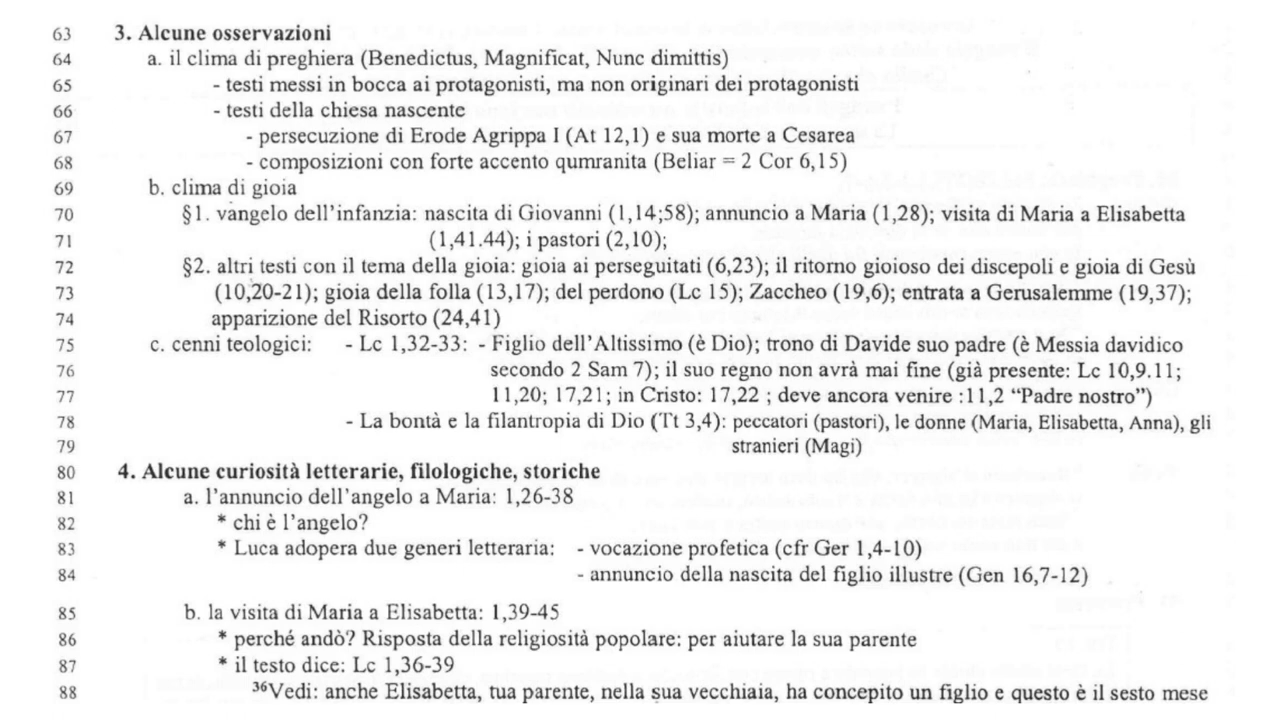 63 3. Alcune osservazioni
64 a. il clima di preghiera (Benedictus, Magnificat, Nunc dimittis)
65 - testi messi in bocca ai protagonisti, ma non originari dei protagonisti
66 - testi della chiesa nascente
67 - persecuzione di Erode Agrippa I (At 12,1) e sua morte a Cesarea
68 - composizioni con forte accento qumranita (Beliar = 2 Cor 6,15)
69 b. clima di gioia
70 §1. vangelo dell'infanzia: nascita di Giovanni (1,14;58); annuncio a Maria (1,28); visita di Maria a Elisabetta
71 (1,41.44); i pastori (2,10);
72 §2. altri testi con il tema della gioia: gioia ai perseguitati (6,23); il ritorno gioioso dei discepoli e gioia di Gesù
73 (10,20-21); gioia della folla (13,17); del perdono (Lc 15); Zaccheo (19,6); entrata a Gerusalemme (19,37);
74 apparizione del Risorto (24,41)
75 c. cenni teologici: - Lc 1,32-33: - Figlio dell'Altissimo (è Dio); trono di Davide suo padre (è Messia davidico
76 secondo 2 Sam 7); il suo regno non avrà mai fine (già presente: Lc 10,9.11;
77 11,20; 17,21; in Cristo: 17,22 ; deve ancora venire :11,2 “Padre nostro”)
78 - La bontà e la filantropia di Dio (Tt 3,4): peccatori (pastori), le donne (Maria, Elisabetta, Anna), gli
79 stranieri (Magi)
80 4. Alcune curiosità letterarie, filologiche, storiche
81 a. l'annuncio dell'angelo a Maria: 1,26-38
82 * chi è l'angelo?
83 * Luca adopera due generi letteraria: - vocazione profetica (cfr Ger 1,4-10)
84 - annuncio della nascita del figlio illustre (Gen 16,7-12)
85 b. la visita di Maria a Elisabetta: 1,39-45
86 * perché andò? Risposta della religiosità popolare: per aiutare la sua parente
87 * il testo dice: Lc 1,36-39
88 ³⁶Vedi: anche Elisabetta, tua parente, nella sua vecchiaia, ha concepito un figlio e questo è il sesto mese